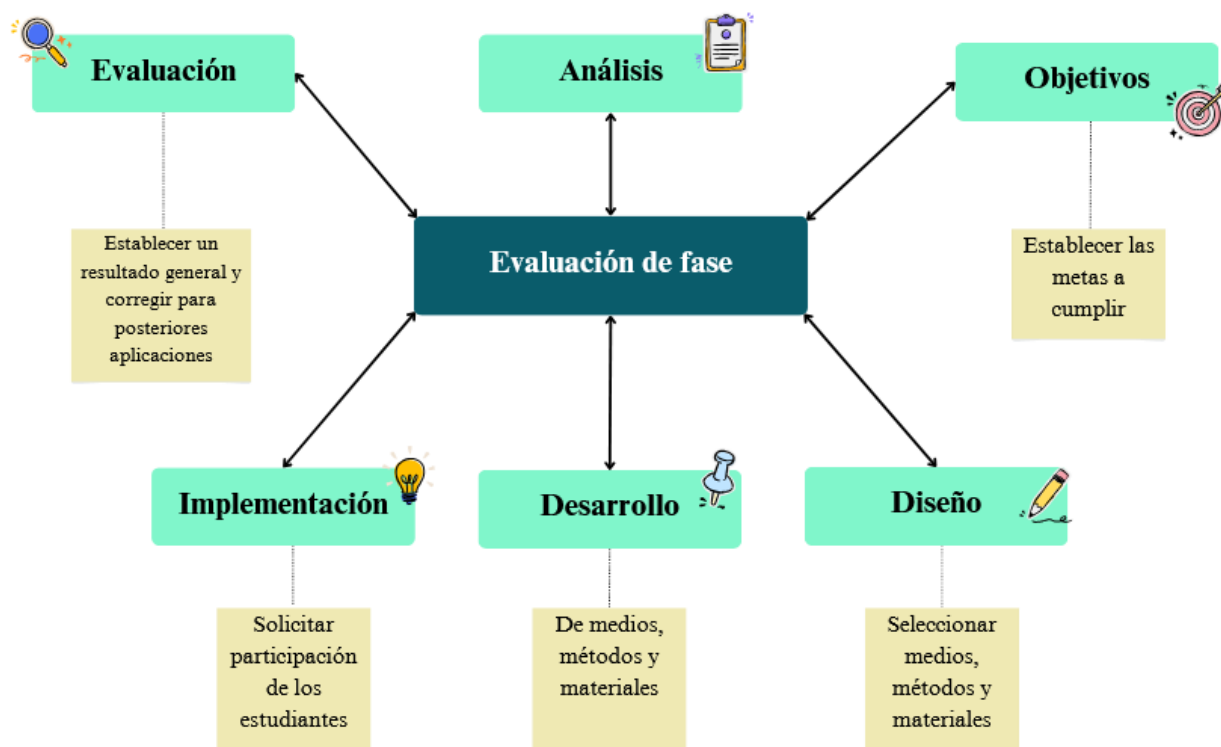 Evaluación
Análisis
Objetivos
Establecer un
resultado general y
corregir para
posteriores
aplicaciones
Evaluación de fase
Establecer las
metas a
cumplir
Implementación
Desarrollo
Diseño
Solicitar
participación
de los
estudiantes
De medios,
métodos y
materiales
Seleccionar
medios,
métodos y
materiales